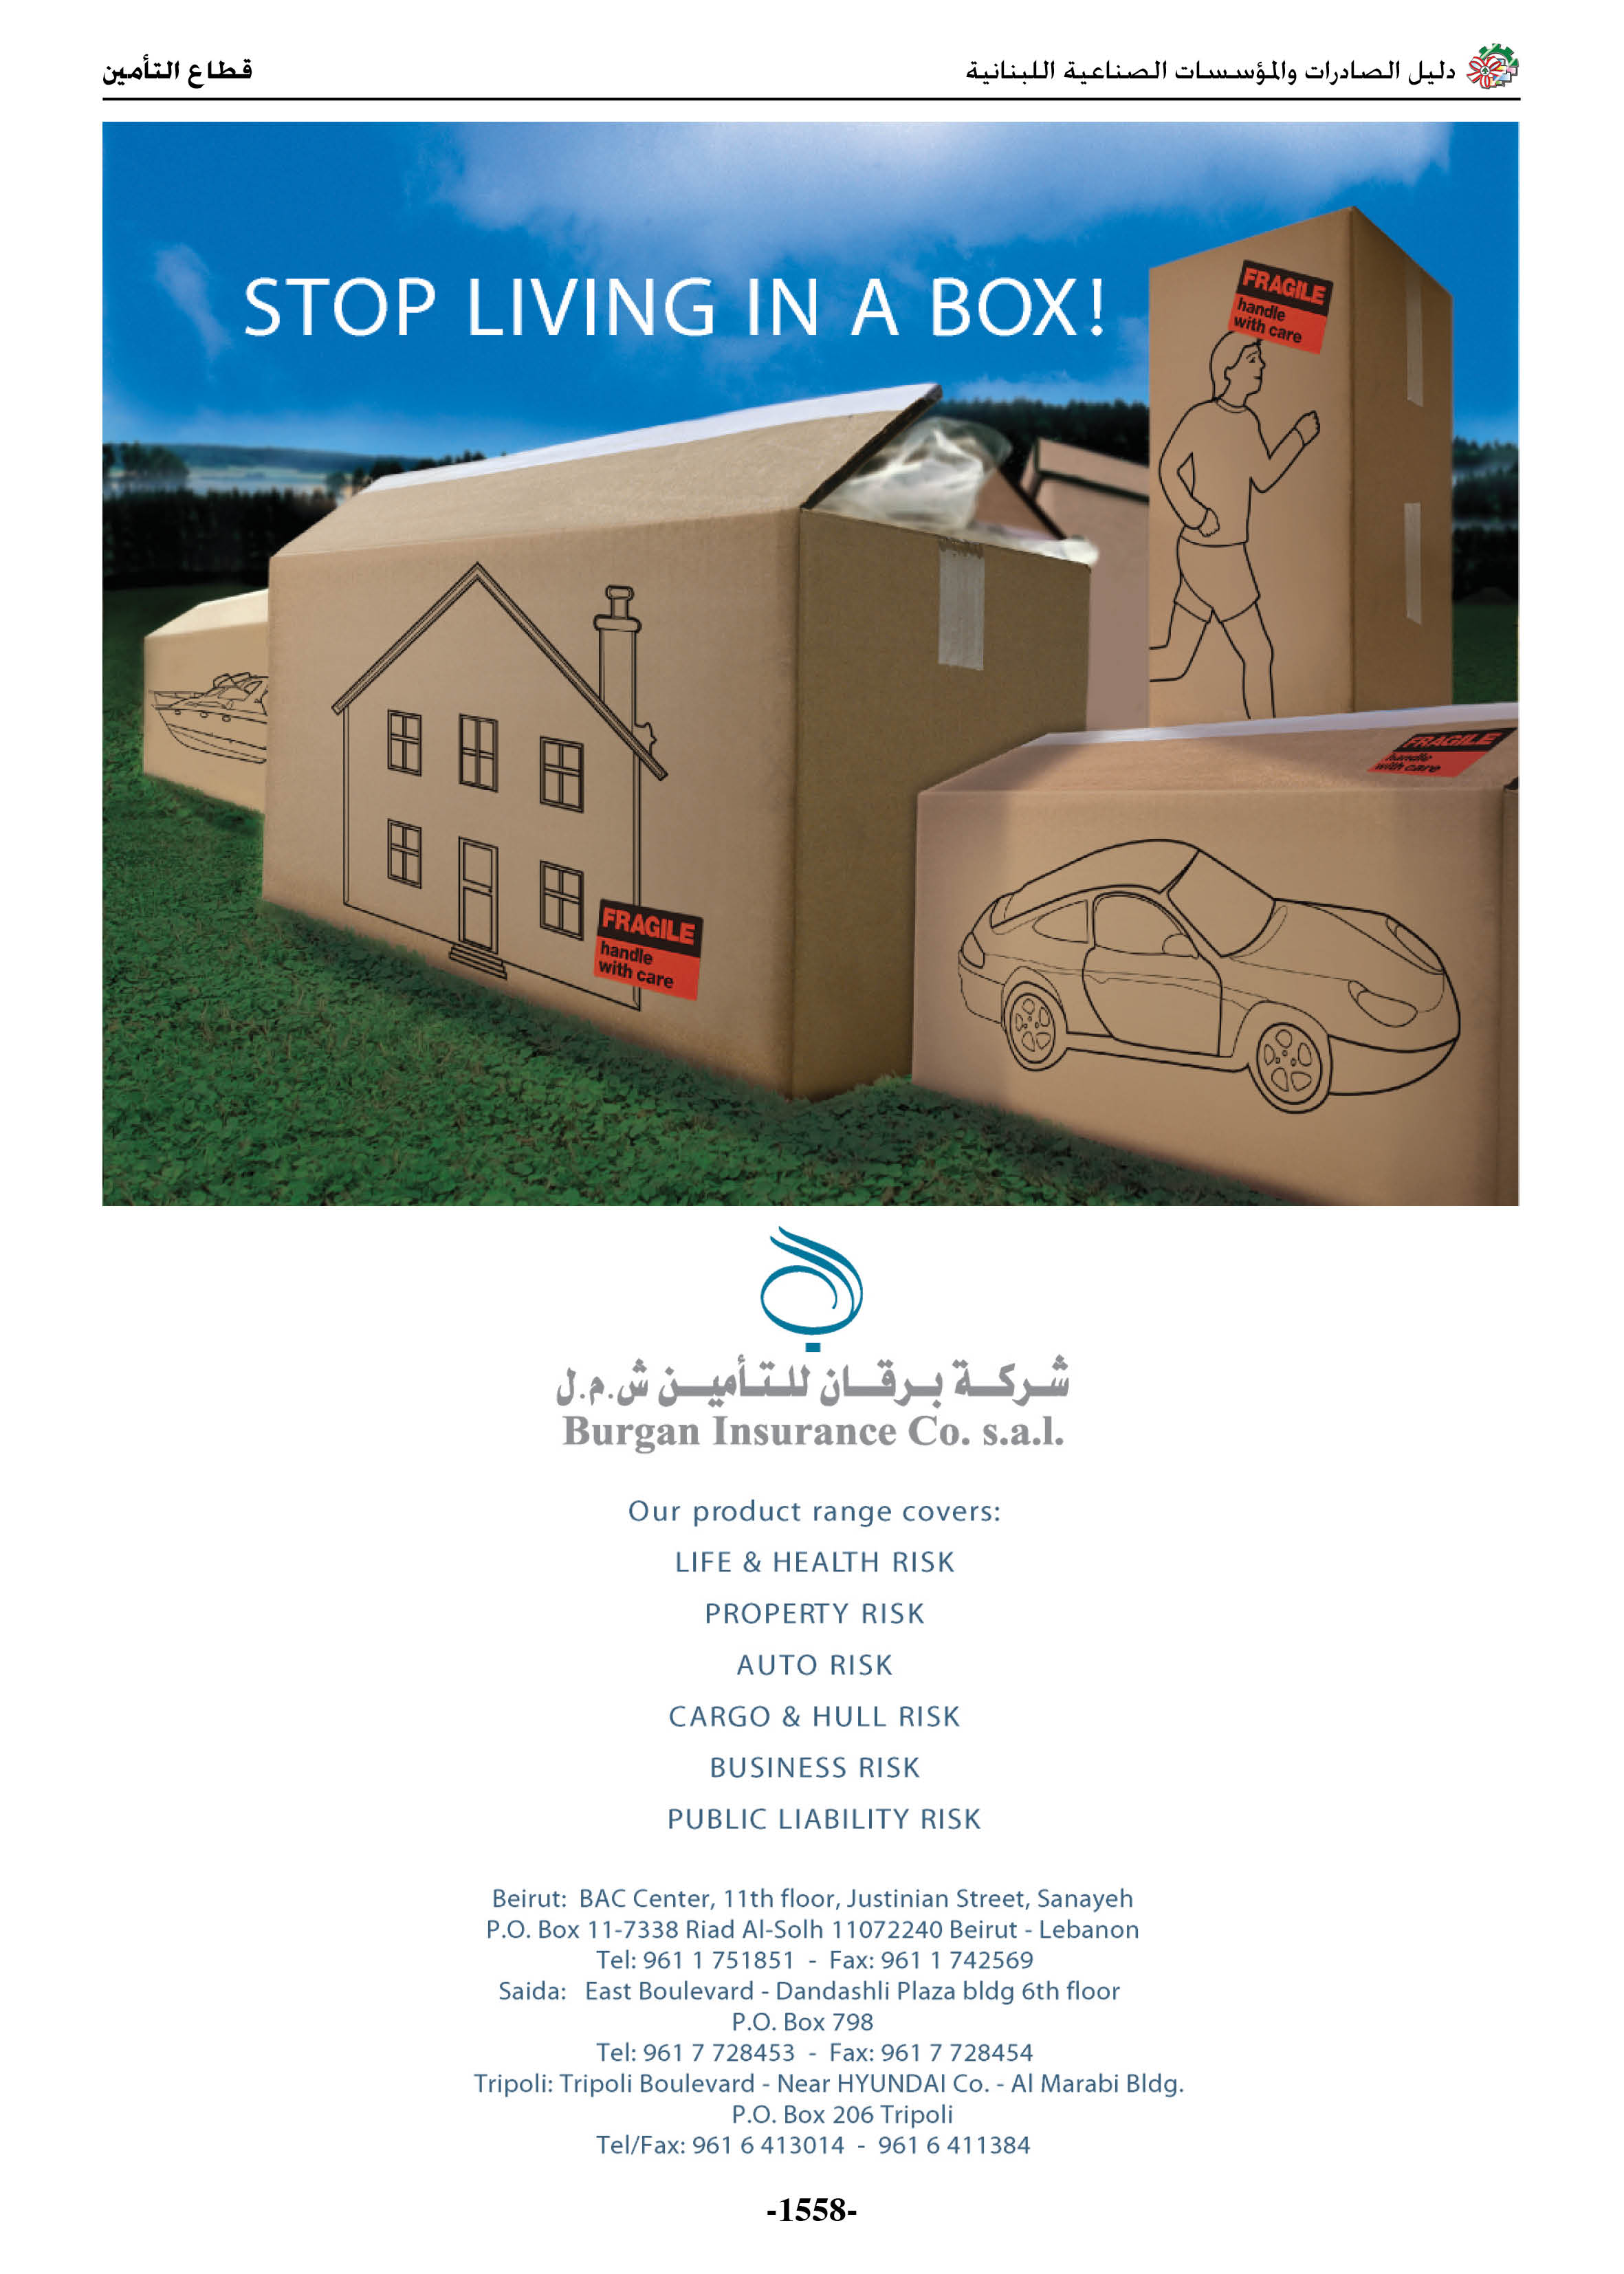 دليل الصادرات والمؤسسات الصناعية اللبنانية
قطاع التأمين
STOP LIVING IN A BOX!
FRAGILE
handle
with care
FRAGILE
handle
with care
FRAGILE
handle
with care
شركة برقان للتأمين ش.م.ل
Burgan Insurance Co. s.a.l.
Our product range covers:
LIFE & HEALTH RISK
PROPERTY RISK
AUTO RISK
CARGO & HULL RISK
BUSINESS RISK
PUBLIC LIABILITY RISK
Beirut: BAC Center, 11th floor, Justinian Street, Sanayeh
P.O. Box 11-7338 Riad Al-Solh 11072240 Beirut - Lebanon
Tel: 961 1 751851 - Fax: 961 1 742569
Saida: East Boulevard - Dandashli Plaza bldg 6th floor
P.O. Box 798
Tel: 961 7 728453 - Fax: 961 7 728454
Tripoli: Tripoli Boulevard - Near HYUNDAI Co. - Al Marabi Bldg.
P.O. Box 206 Tripoli
Tel/Fax: 961 6 413014 - 961 6 411384
-1558-